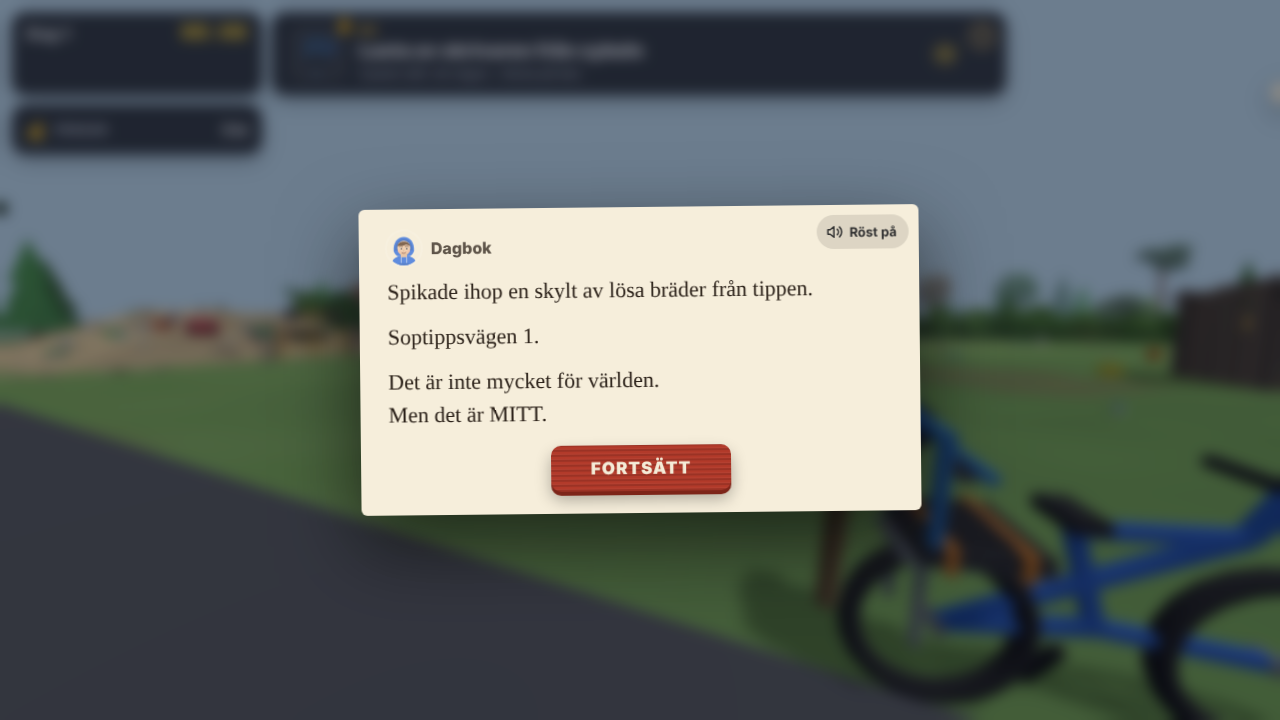 Dagbok
Röst på
Spikade ihop en skylt av lösa bräder från tippen.
Soptippsvägen 1.
Det är inte mycket för världen.
Men det är MITT.
FORTSÄTT